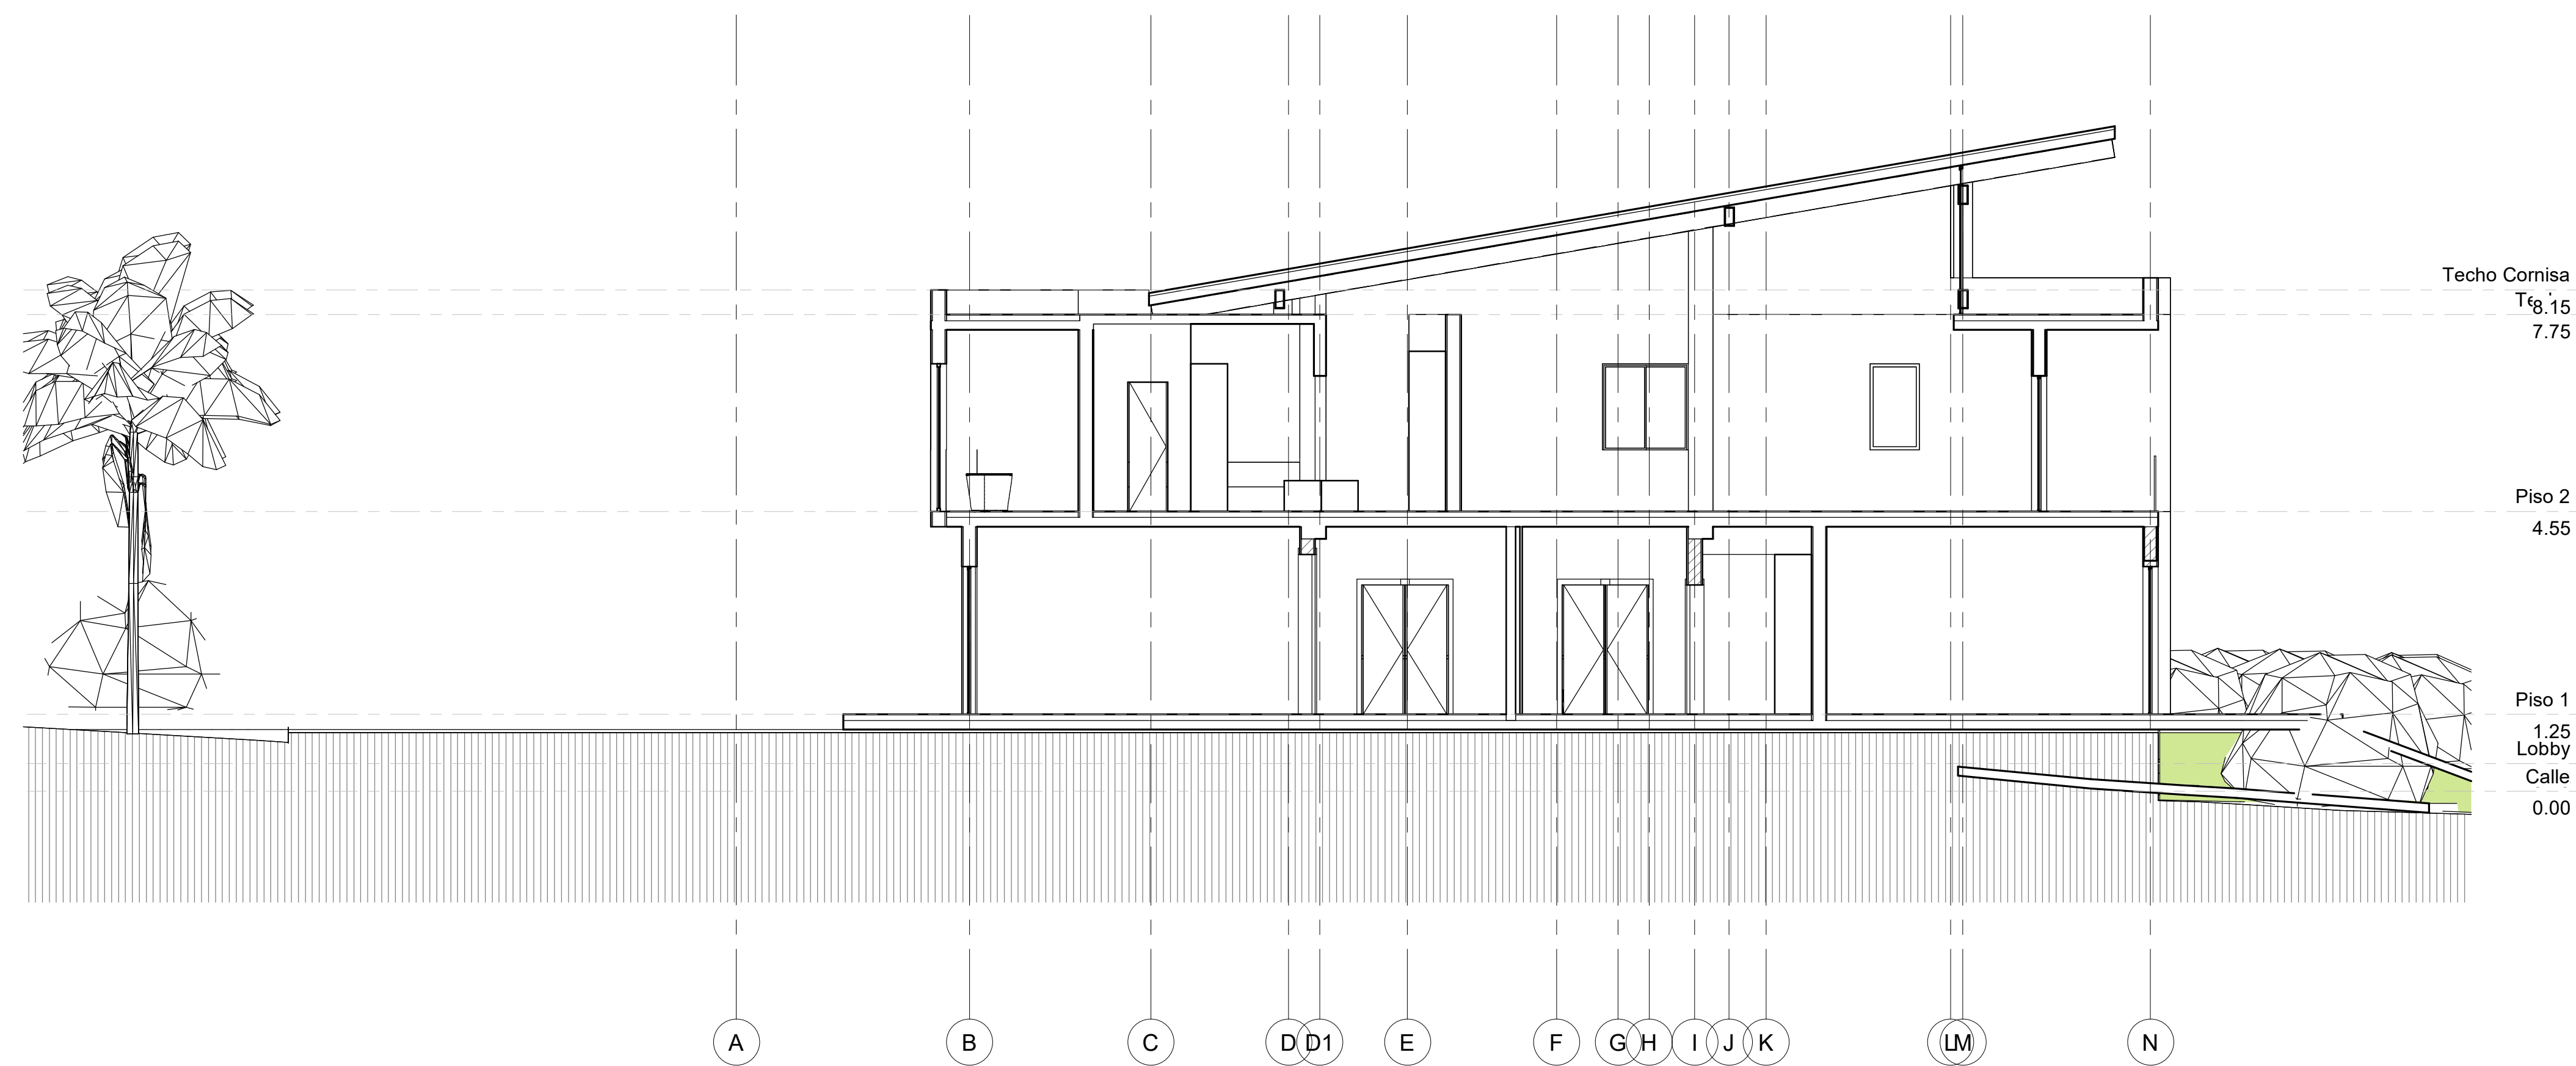 Techo Cornisa
8.15
7.75
Piso 2
4.55
Piso 1
1.25
Lobby
Calle
0.00
A B C D D1 E F G H I J K L M N